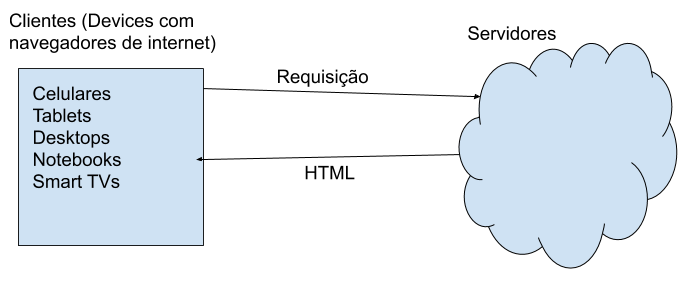 Clientes (Devices com
navegadores de internet)
Servidores
Requisição
Celulares
Tablets
Desktops
Notebooks
Smart TVs
HTML